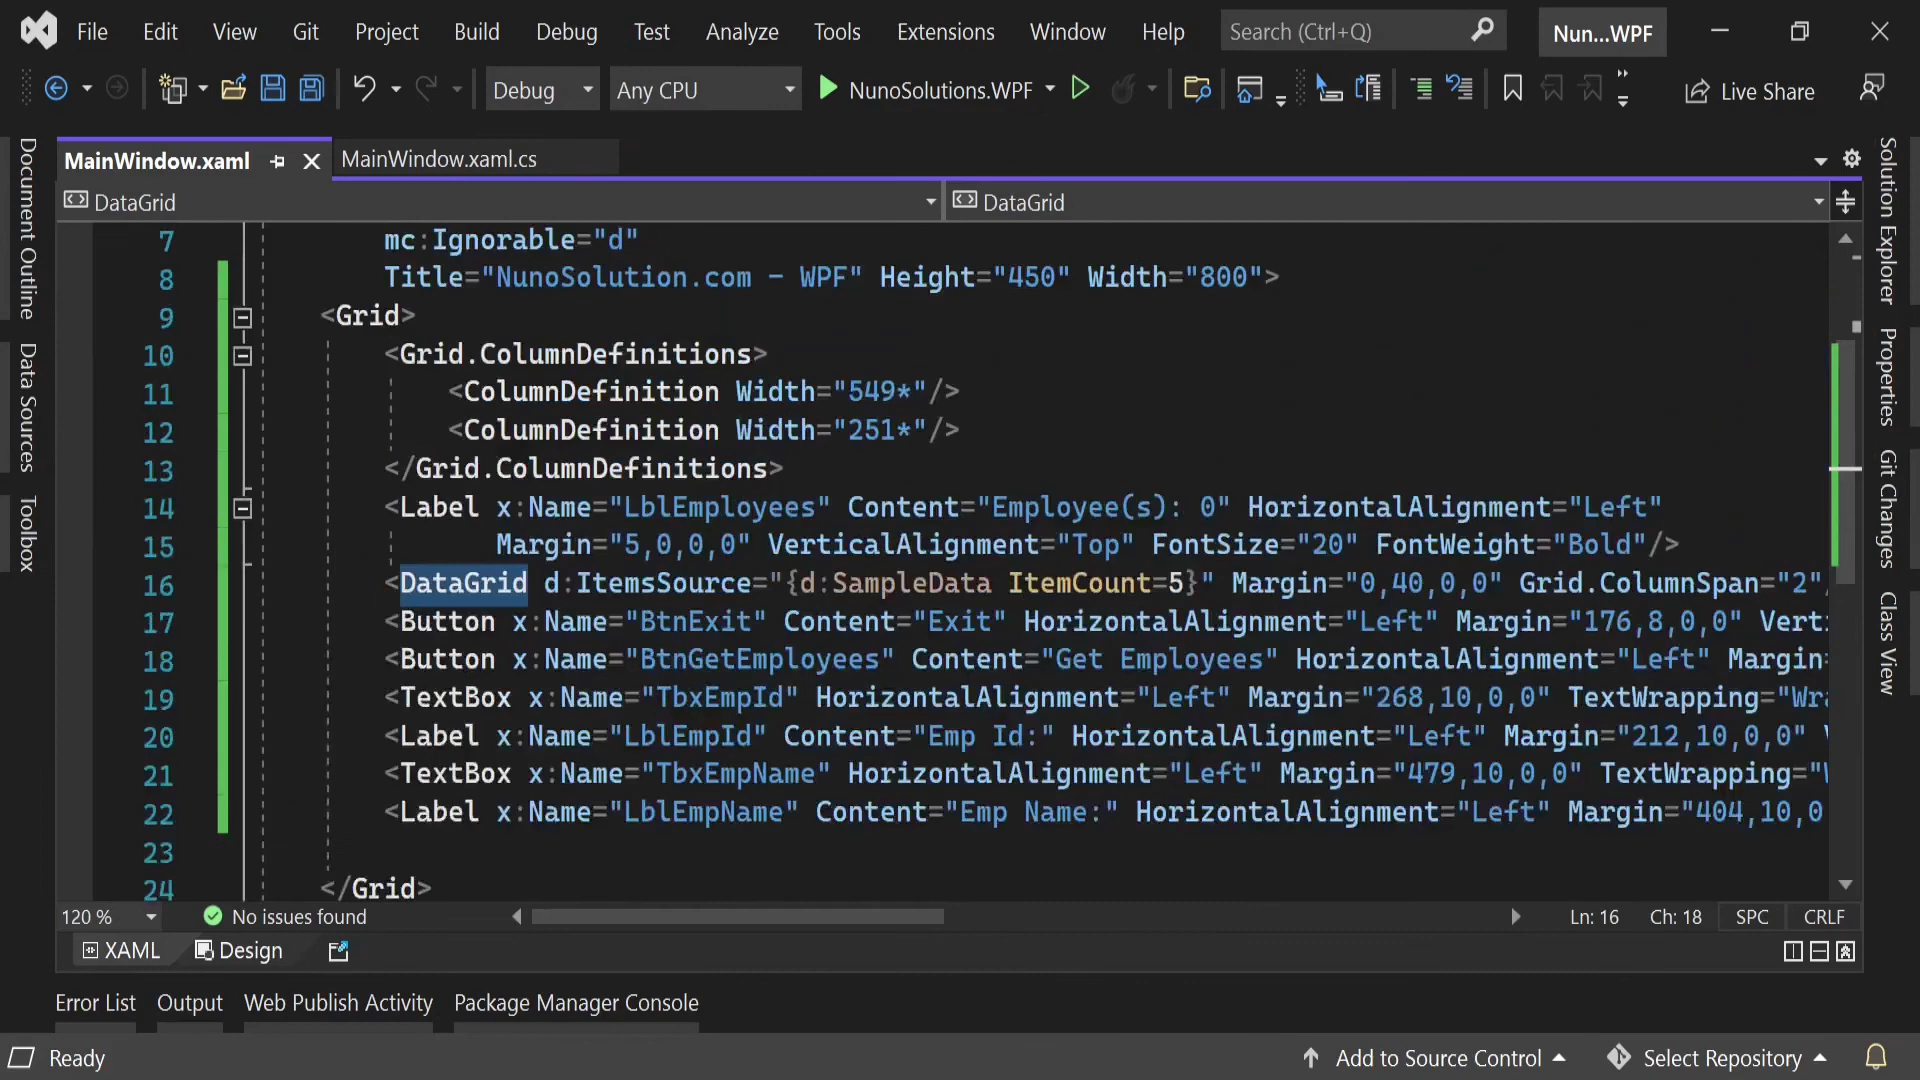 File Edit View Git Project Build Debug Test Analyze Tools Extensions Window Help Search (Ctrl+Q) Nun...WPF
Debug Any CPU NunoSolutions.WPF Live Share
MainWindow.xaml MainWindow.xaml.cs
DataGrid DataGrid
7 mc:Ignorable="d"
8 Title="NunoSolution.com - WPF" Height="450" Width="800">
9 <Grid>
10 <Grid.ColumnDefinitions>
11 <ColumnDefinition Width="549*"/>
12 <ColumnDefinition Width="251*"/>
13 </Grid.ColumnDefinitions>
14 <Label x:Name="LblEmployees" Content="Employee(s): 0" HorizontalAlignment="Left"
15 Margin="5,0,0,0" VerticalAlignment="Top" FontSize="20" FontWeight="Bold"/>
16 <DataGrid d:ItemsSource="{d:SampleData ItemCount=5}" Margin="0,40,0,0" Grid.ColumnSpan="2"/
17 <Button x:Name="BtnExit" Content="Exit" HorizontalAlignment="Left" Margin="176,8,0,0" Verti
18 <Button x:Name="BtnGetEmployees" Content="Get Employees" HorizontalAlignment="Left" Margin=
19 <TextBox x:Name="TbxEmpId" HorizontalAlignment="Left" Margin="268,10,0,0" TextWrapping="Wra
20 <Label x:Name="LblEmpId" Content="Emp Id:" HorizontalAlignment="Left" Margin="212,10,0,0" V
21 <TextBox x:Name="TbxEmpName" HorizontalAlignment="Left" Margin="479,10,0,0" TextWrapping="W
22 <Label x:Name="LblEmpName" Content="Emp Name:" HorizontalAlignment="Left" Margin="404,10,0
23
24 </Grid>
120 % No issues found Ln: 16 Ch: 18 SPC CRLF
XAML Design
Error List Output Web Publish Activity Package Manager Console
Ready Add to Source Control Select Repository
Document Outline
Data Sources
Toolbox
Solution Explorer
Properties
Git Changes
Class View